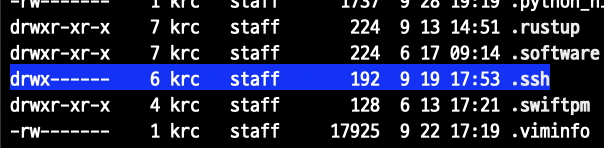 -rw------- 1 krc staff 1737 9 28 19:19
drwxr-xr-x 7 krc staff 224 9 13 14:51 .rustup
drwxr-xr-x 7 krc staff 224 6 17 09:14 .software
drwx------ 6 krc staff 192 9 19 17:53 .ssh
drwxr-xr-x 4 krc staff 128 6 13 17:21 .swiftpm
-rw------- 1 krc staff 17925 9 22 17:19 .viminfo